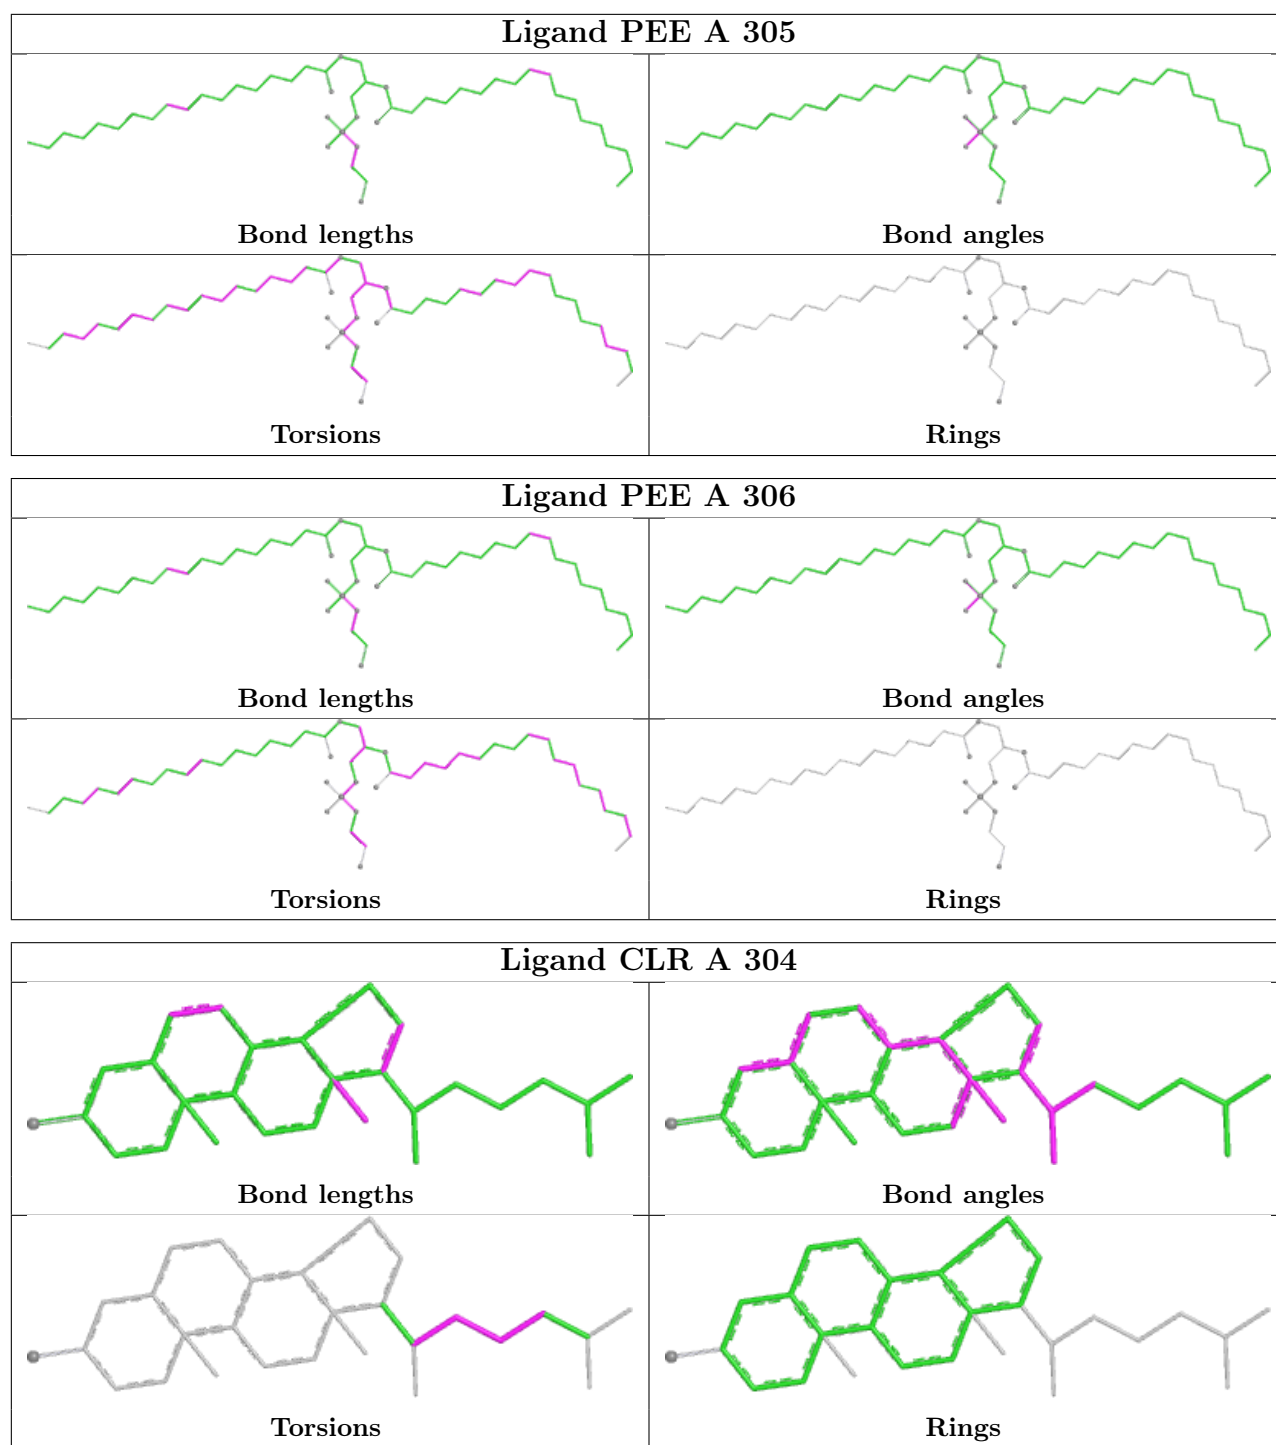 Ligand PEE A 305
Bond lengths
Bond angles
Torsions
Rings
Ligand PEE A 306
Bond lengths
Bond angles
Torsions
Rings
Ligand CLR A 304
Bond lengths
Bond angles
Torsions
Rings